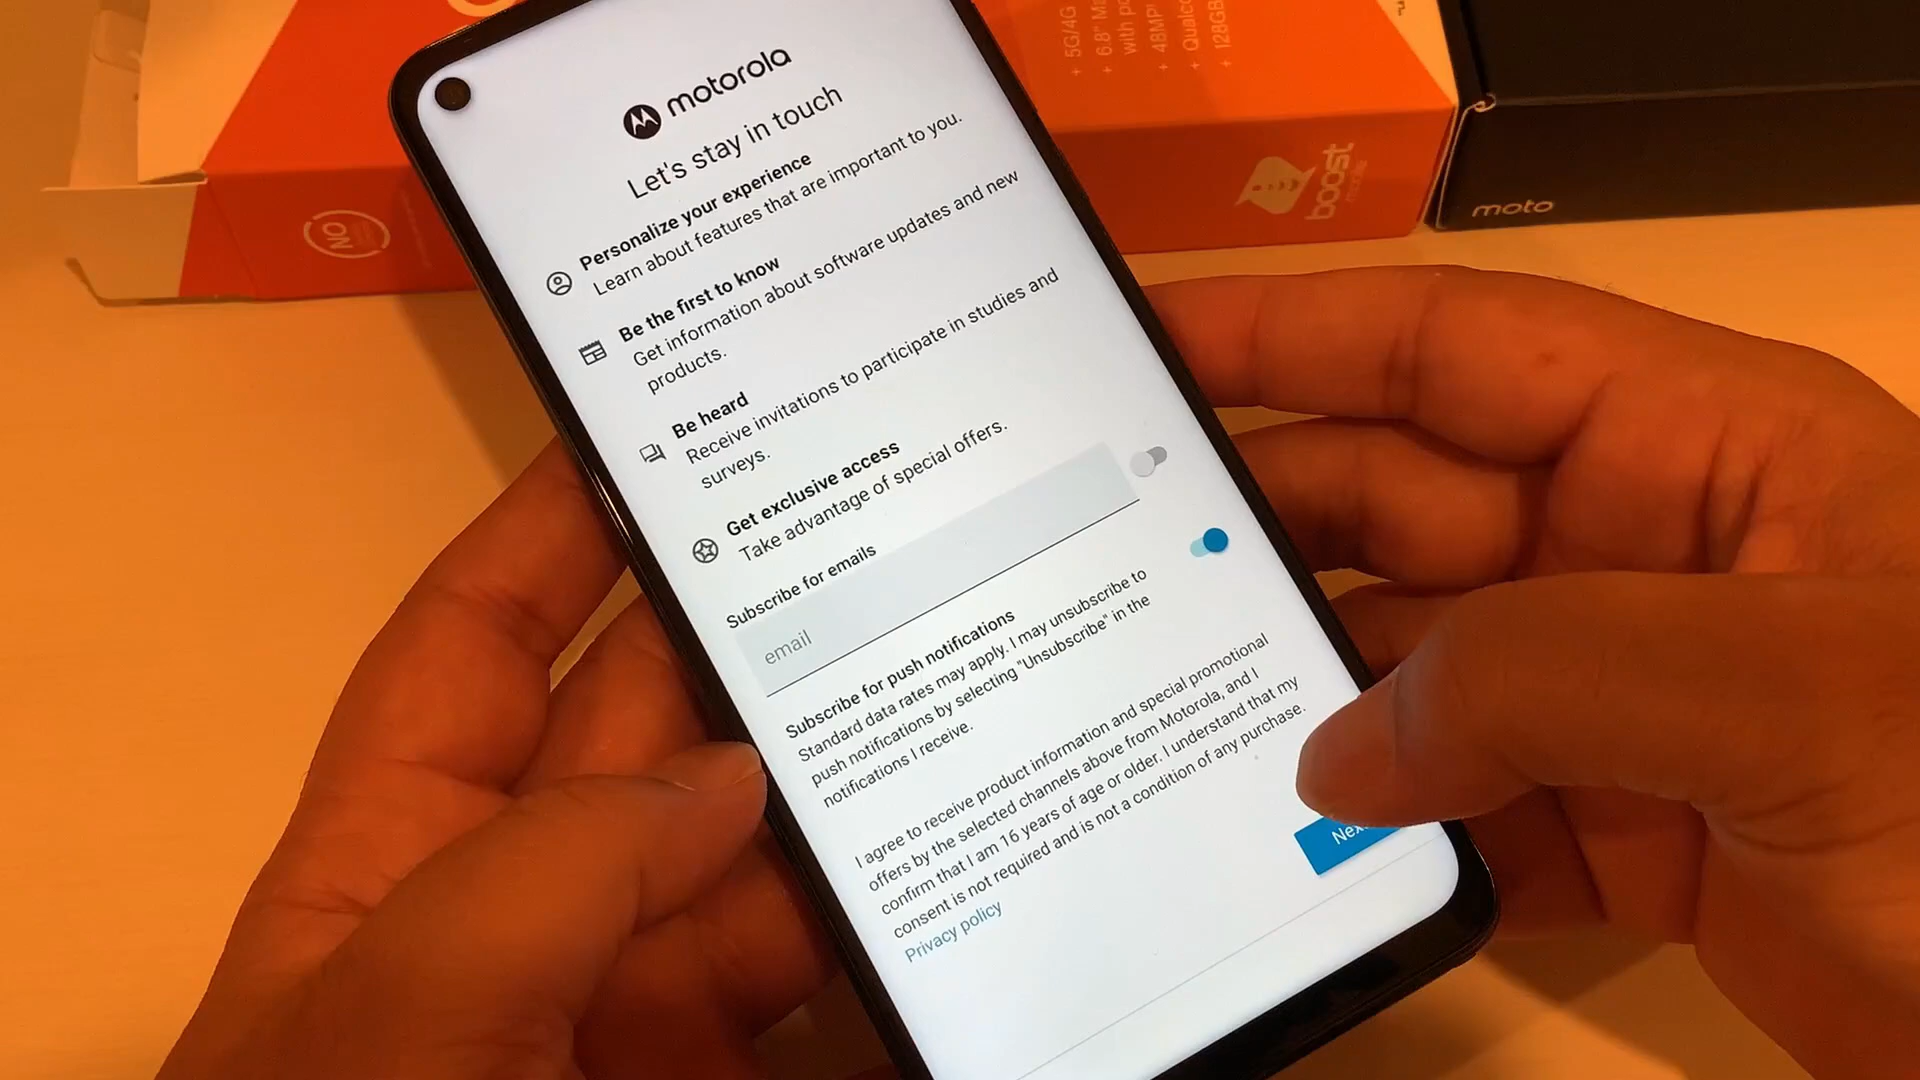 motorola
Let's stay in touch
Personalize your experience
Learn about features that are important to you.
Be the first to know
Get information about software updates and new
products.
Be heard
Receive invitations to participate in studies and
surveys.
Get exclusive access
Take advantage of special offers.
Subscribe for emails
email
Subscribe for push notifications
Standard data rates may apply. I may unsubscribe to
push notifications by selecting "Unsubscribe" in the
notifications I receive.
I agree to receive product information and special promotional
offers by the selected channels above from Motorola, and I
confirm that I am 16 years of age or older. I understand that my
consent is not required and is not a condition of any purchase.
Privacy policy
NO
+ 5G/4G
+ 6.8"
with
+ 48MP
+
+ 128GB
boost
mobile
moto